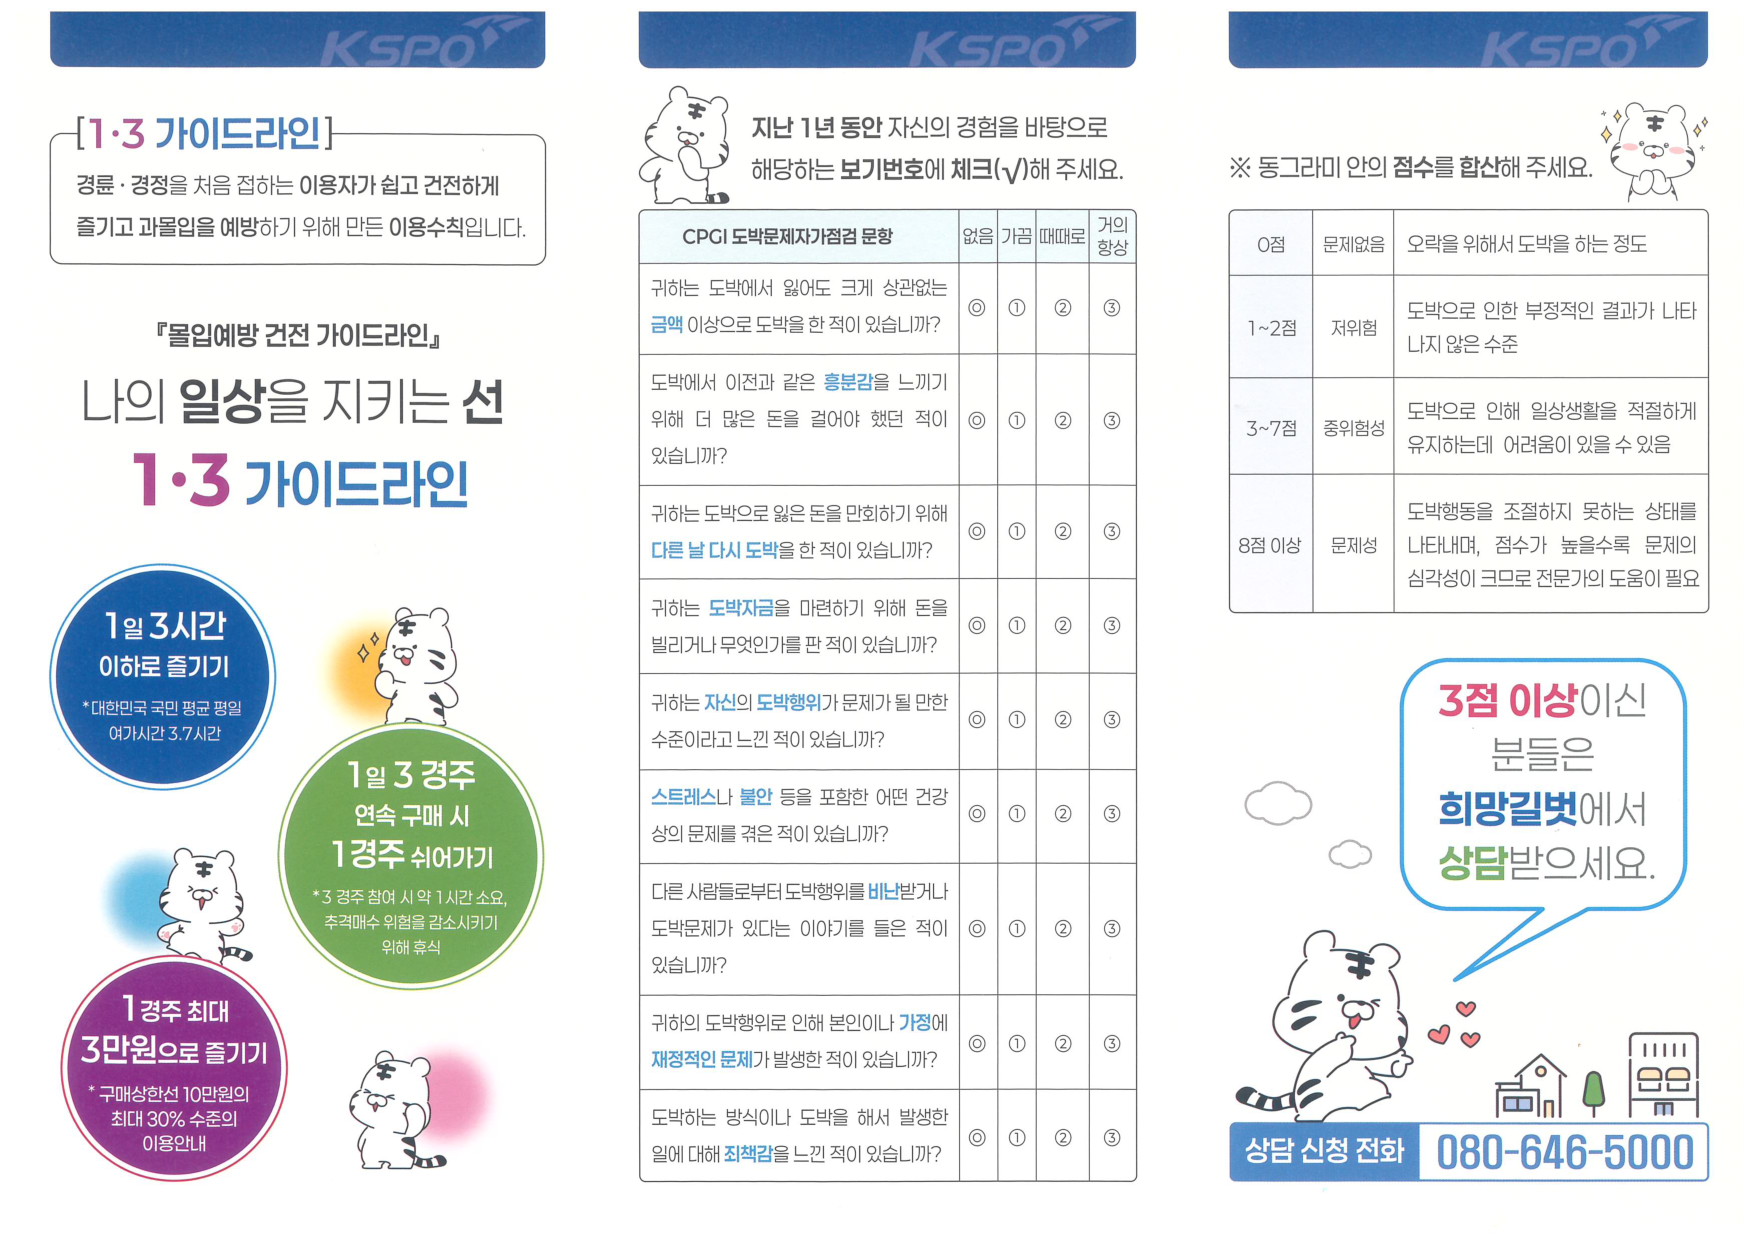 KSPO
[1·3 가이드라인]
경륜·경정을 처음 접하는 이용자가 쉽고 건전하게
즐기고 과몰입을 예방하기 위해 만든 이용수칙입니다.
『몰입예방 건전 가이드라인』
나의 일상을 지키는 선
1·3 가이드라인
1일 3시간
이하로 즐기기
*대한민국 국민 평균 평일
여가시간 3.7시간
1일 3 경주
연속 구매 시
1경주 쉬어가기
*3 경주 참여 시 약 1시간 소요,
추격매수 위험을 감소시키기
위해 휴식
1경주 최대
3만원으로 즐기기
* 구매상한선 10만원의
최대 30% 수준의
이용안내
KSPO
지난 1년 동안 자신의 경험을 바탕으로
해당하는 보기번호에 체크(√)해 주세요.
CPGI 도박문제자가점검 문항 없음 가끔 때때로 거의 항상
귀하는 도박에서 잃어도 크게 상관없는
금액 이상으로 도박을 한 적이 있습니까?
⓪ ① ② ③
도박에서 이전과 같은 흥분감을 느끼기
위해 더 많은 돈을 걸어야 했던 적이
있습니까?
⓪ ① ② ③
귀하는 도박으로 잃은 돈을 만회하기 위해
다른 날 다시 도박을 한 적이 있습니까?
⓪ ① ② ③
귀하는 도박자금을 마련하기 위해 돈을
빌리거나 무엇인가를 판 적이 있습니까?
⓪ ① ② ③
귀하는 자신의 도박행위가 문제가 될 만한
수준이라고 느낀 적이 있습니까?
⓪ ① ② ③
스트레스나 불안 등을 포함한 어떤 건강
상의 문제를 겪은 적이 있습니까?
⓪ ① ② ③
다른 사람들로부터 도박행위를 비난받거나
도박문제가 있다는 이야기를 들은 적이
있습니까?
⓪ ① ② ③
귀하의 도박행위로 인해 본인이나 가정에
재정적인 문제가 발생한 적이 있습니까?
⓪ ① ② ③
도박하는 방식이나 도박을 해서 발생한
일에 대해 죄책감을 느낀 적이 있습니까?
⓪ ① ② ③
KSPO
※ 동그라미 안의 점수를 합산해 주세요.
0점 문제없음 오락을 위해서 도박을 하는 정도
1~2점 저위험 도박으로 인한 부정적인 결과가 나타
나지 않은 수준
3~7점 중위험성 도박으로 인해 일상생활을 적절하게
유지하는데 어려움이 있을 수 있음
8점 이상 문제성 도박행동을 조절하지 못하는 상태를
나타내며, 점수가 높을수록 문제의
심각성이 크므로 전문가의 도움이 필요
3점 이상이신
분들은
희망길벗에서
상담받으세요.
상담 신청 전화 080-646-5000